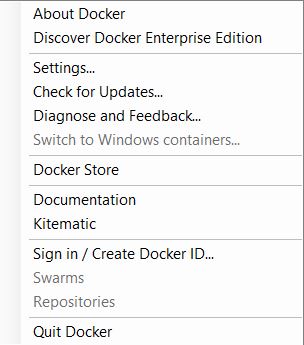 About Docker
Discover Docker Enterprise Edition
Settings...
Check for Updates...
Diagnose and Feedback...
Switch to Windows containers...
Docker Store
Documentation
Kitematic
Sign in / Create Docker ID...
Swarms
Repositories
Quit Docker